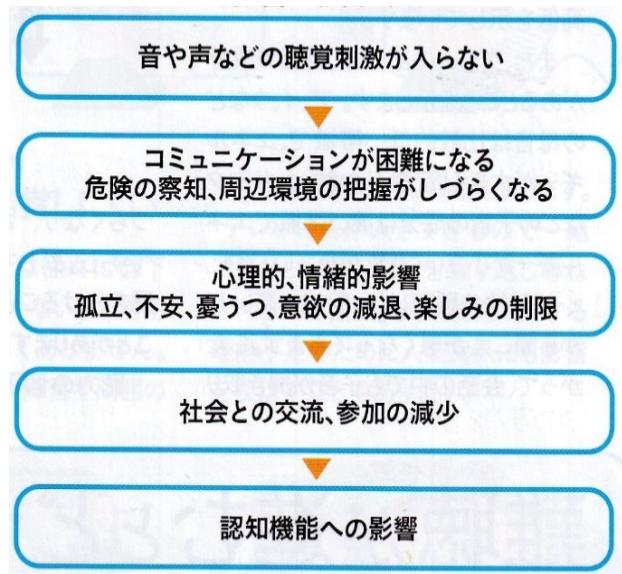 音や声などの聴覚刺激が入らない
コミュニケーションが困難になる
危険の察知、周辺環境の把握がしづらくなる
心理的、情緒的影響
孤立、不安、憂うつ、意欲の減退、楽しみの制限
社会との交流、参加の減少
認知機能への影響